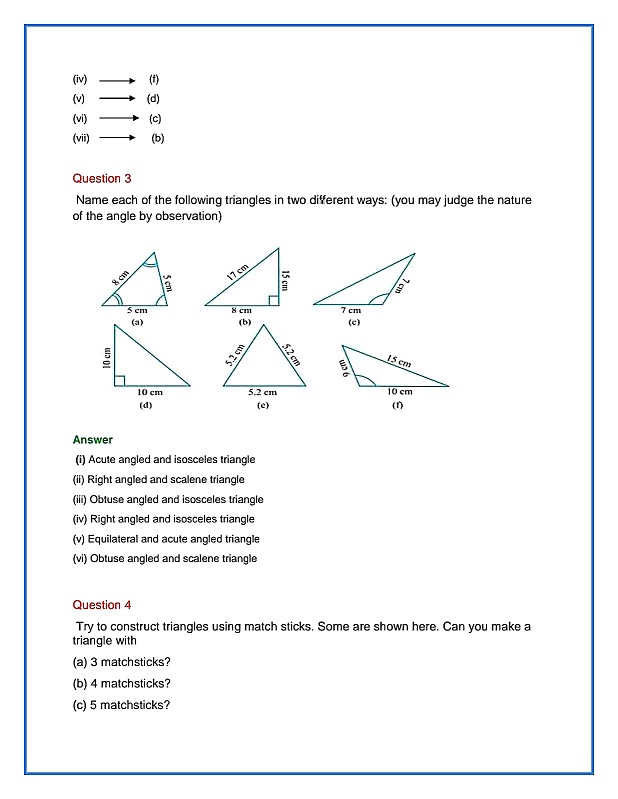 (iv) (f)
(v) (d)
(vi) (c)
(vii) (b)
Question 3
Name each of the following triangles in two different ways: (you may judge the nature
of the angle by observation)
8 cm 5 cm 17 cm 15 cm 7 cm
5 cm 8 cm 7 cm
(a) (b) (c)
10 cm 5.2 cm 5.2 cm 6 cm 15 cm
10 cm 5.2 cm 10 cm
(d) (e) (f)
Answer
(i) Acute angled and isosceles triangle
(ii) Right angled and scalene triangle
(iii) Obtuse angled and isosceles triangle
(iv) Right angled and isosceles triangle
(v) Equilateral and acute angled triangle
(vi) Obtuse angled and scalene triangle
Question 4
Try to construct triangles using match sticks. Some are shown here. Can you make a
triangle with
(a) 3 matchsticks?
(b) 4 matchsticks?
(c) 5 matchsticks?